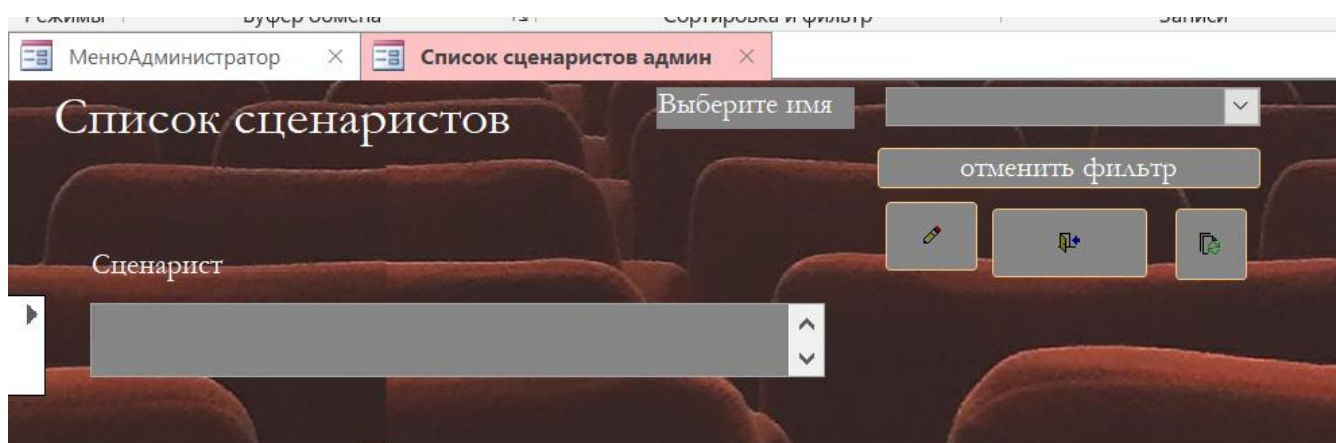 Режимы Буфер обмена Сортировка и фильтр Записи
МенюАдминистратор Список сценаристов админ
Список сценаристов Выберите имя
отменить фильтр
Сценарист